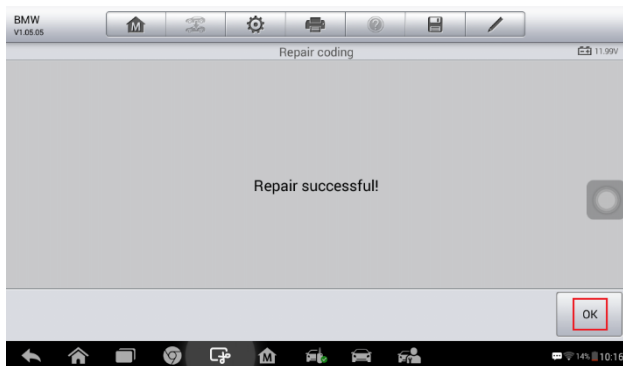 BMW
V1.05.05
Repair coding
11.99V
Repair successful!
OK
14% 10:16